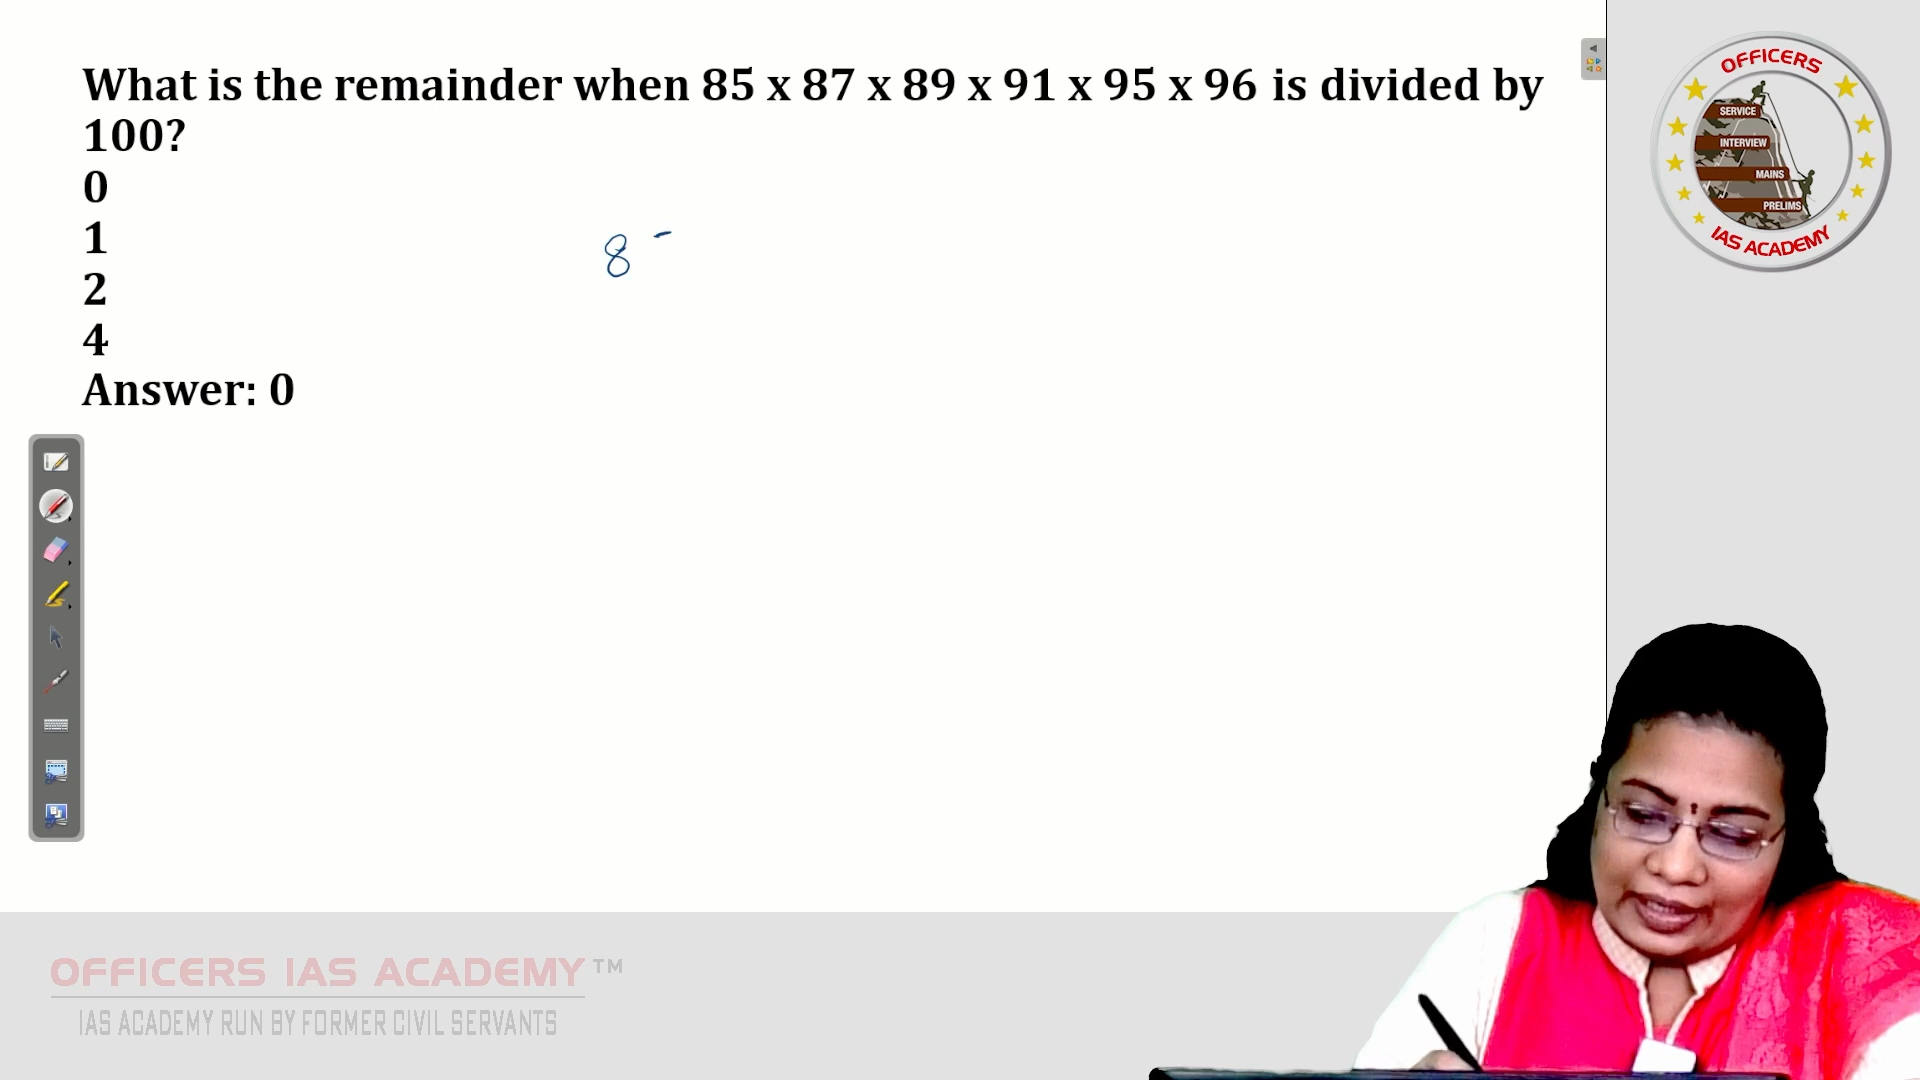 What is the remainder when 85 x 87 x 89 x 91 x 95 x 96 is divided by
100?
0
1
2
4
Answer: 0
8 -
OFFICERS
SERVICE
INTERVIEW
MAINS
PRELIMS
IAS ACADEMY
OFFICERS IAS ACADEMY™
IAS ACADEMY RUN BY FORMER CIVIL SERVANTS